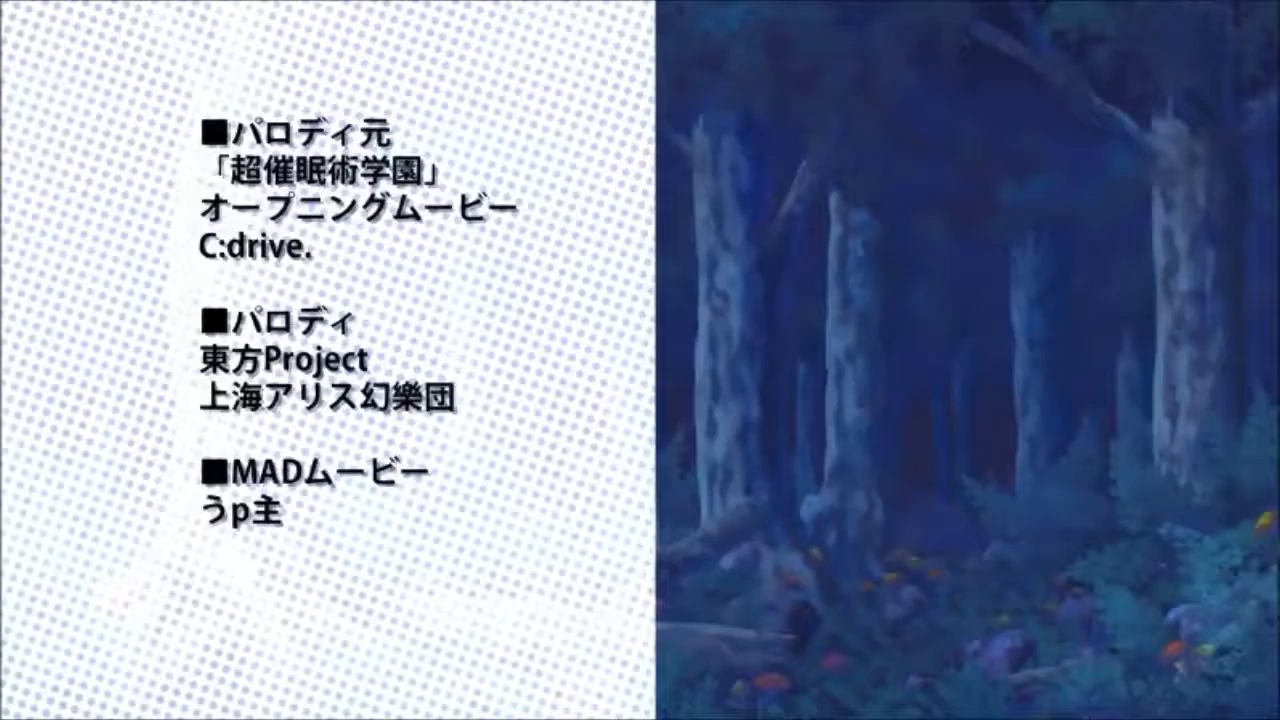 ■パロディ元
「超催眠術学園」
オープニングムービー
C:drive.
■パロディ
東方Project
上海アリス幻樂団
■MADムービー
うp主